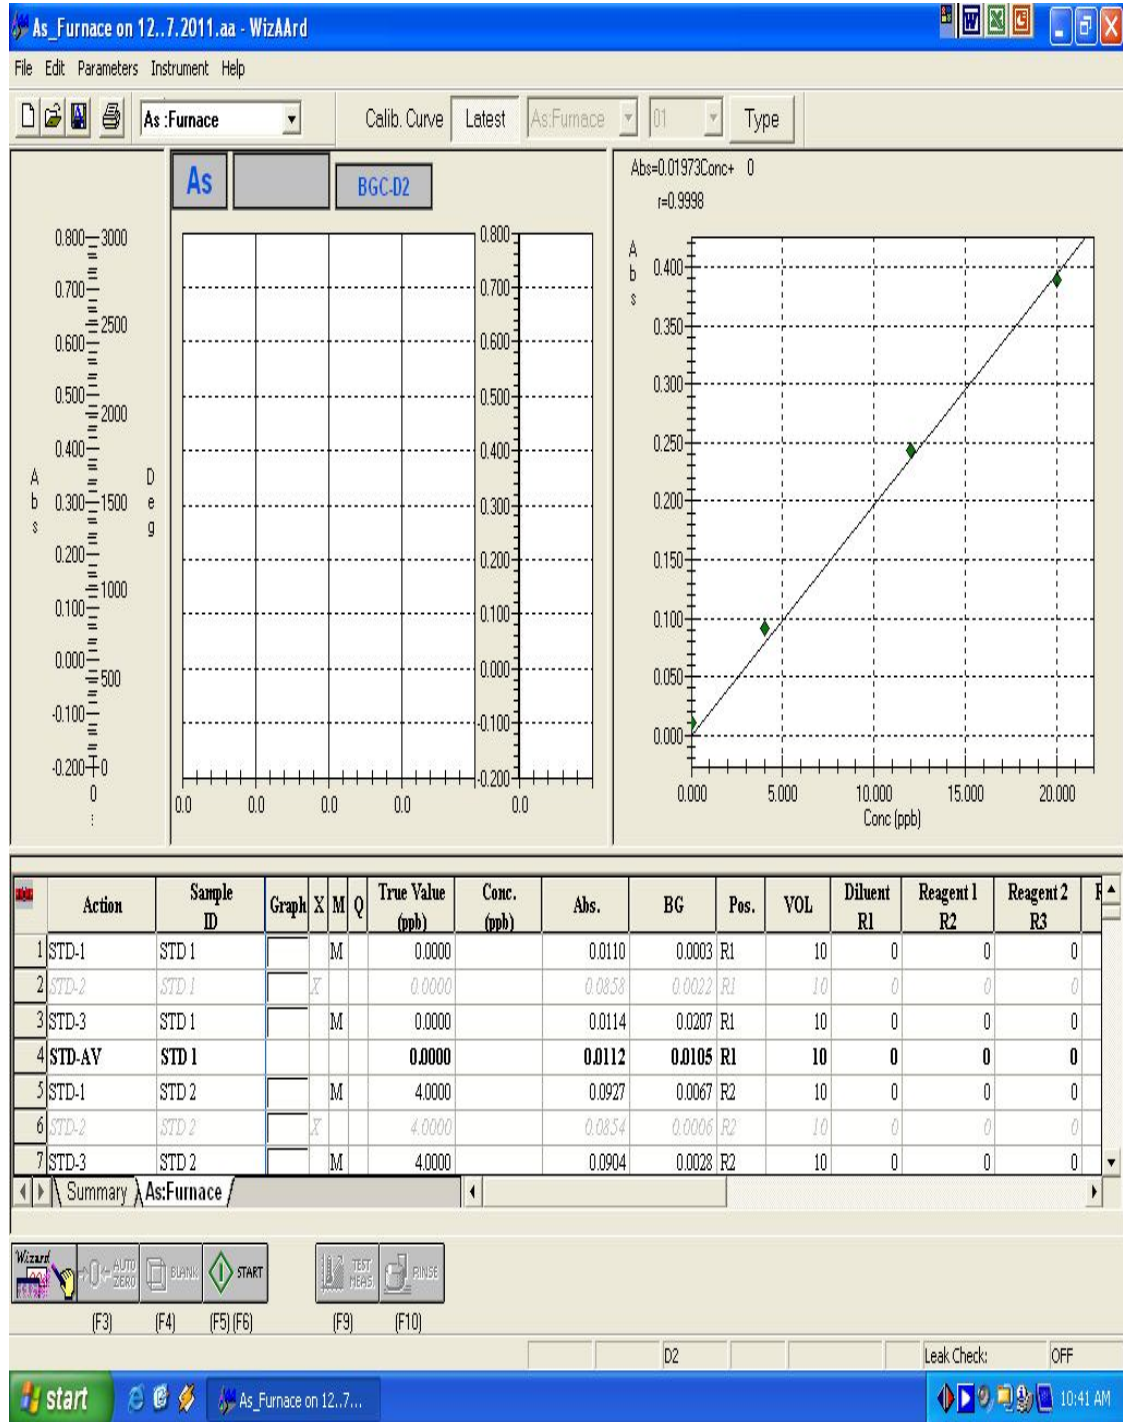 As_Furnace on 12..7.2011.aa - WizAArd
File Edit Parameters Instrument Help
As :Furnace Calib. Curve Latest As:Furnace 01 Type
As BGC-D2
Abs=0.01973Conc+ 0
r=0.9998
Abs
0.800 3000
0.700
2500
0.600
0.500
2000
0.400
0.300 1500
0.200
1000
0.100
0.000
500
-0.100
-0.200 0
0
:
Deg
0.800
0.700
0.600
0.500
0.400
0.300
0.200
0.100
0.000
-0.100
-0.200
0.0 0.0 0.0 0.0 0.0
Abs
0.400
0.350
0.300
0.250
0.200
0.150
0.100
0.050
0.000
0.000 5.000 10.000 15.000 20.000
Conc (ppb)
Action Sample ID Graph X M Q True Value (ppb) Conc. (ppb) Abs. BG Pos. VOL Diluent R1 Reagent 1 R2 Reagent 2 R3
1 STD-1 STD 1 M 0.0000 0.0110 0.0003 R1 10 0 0 0
2 STD-2 STD 1 X 0.0000 0.0858 0.0022 R1 10 0 0 0
3 STD-3 STD 1 M 0.0000 0.0114 0.0207 R1 10 0 0 0
4 STD-AV STD 1 0.0000 0.0112 0.0105 R1 10 0 0 0
5 STD-1 STD 2 M 4.0000 0.0927 0.0067 R2 10 0 0 0
6 STD-2 STD 2 X 4.0000 0.0854 0.0006 R2 10 0 0 0
7 STD-3 STD 2 M 4.0000 0.0904 0.0028 R2 10 0 0 0
Summary As:Furnace
Wizard AUTO ZERO BLANK START TEST MEAS. RINSE
(F3) (F4) (F5) (F6) (F9) (F10)
D2 Leak Check: OFF
start As_Furnace on 12..7... 10:41 AM